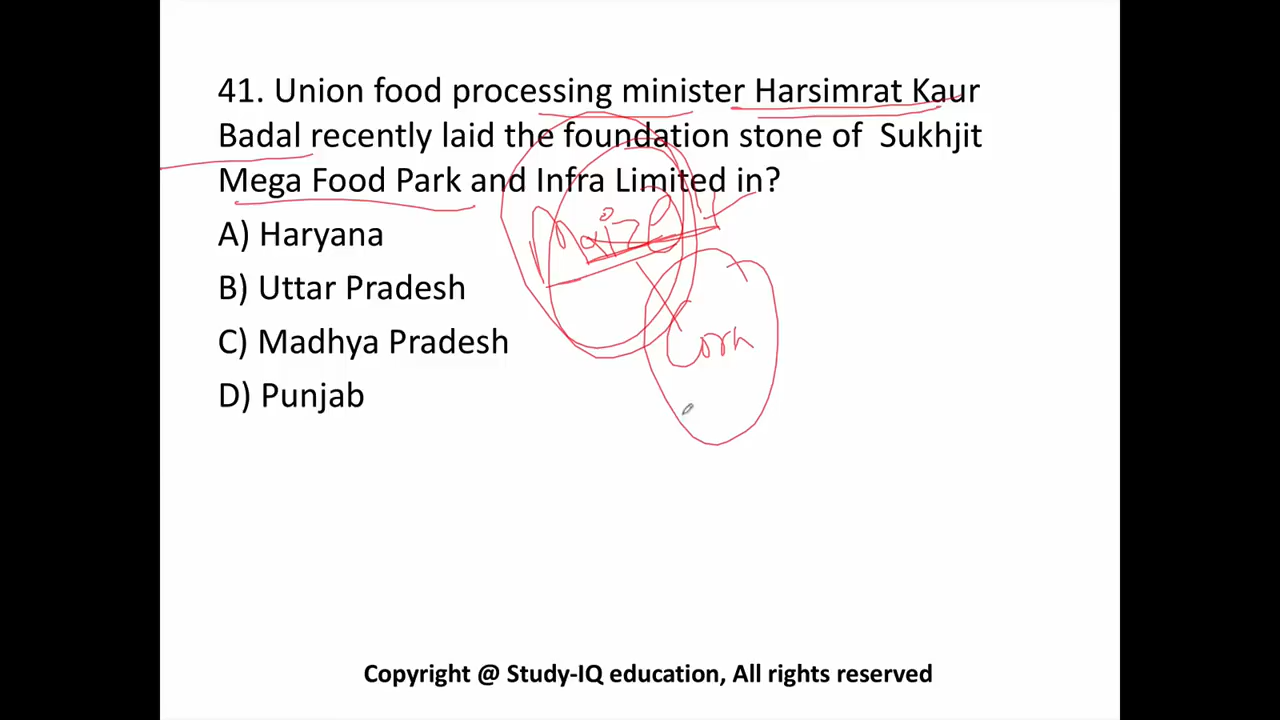 41. Union food processing minister Harsimrat Kaur
Badal recently laid the foundation stone of Sukhjit
Mega Food Park and Infra Limited in?
Maize
A) Haryana
B) Uttar Pradesh
Corn
C) Madhya Pradesh
D) Punjab
Copyright @ Study-IQ education, All rights reserved